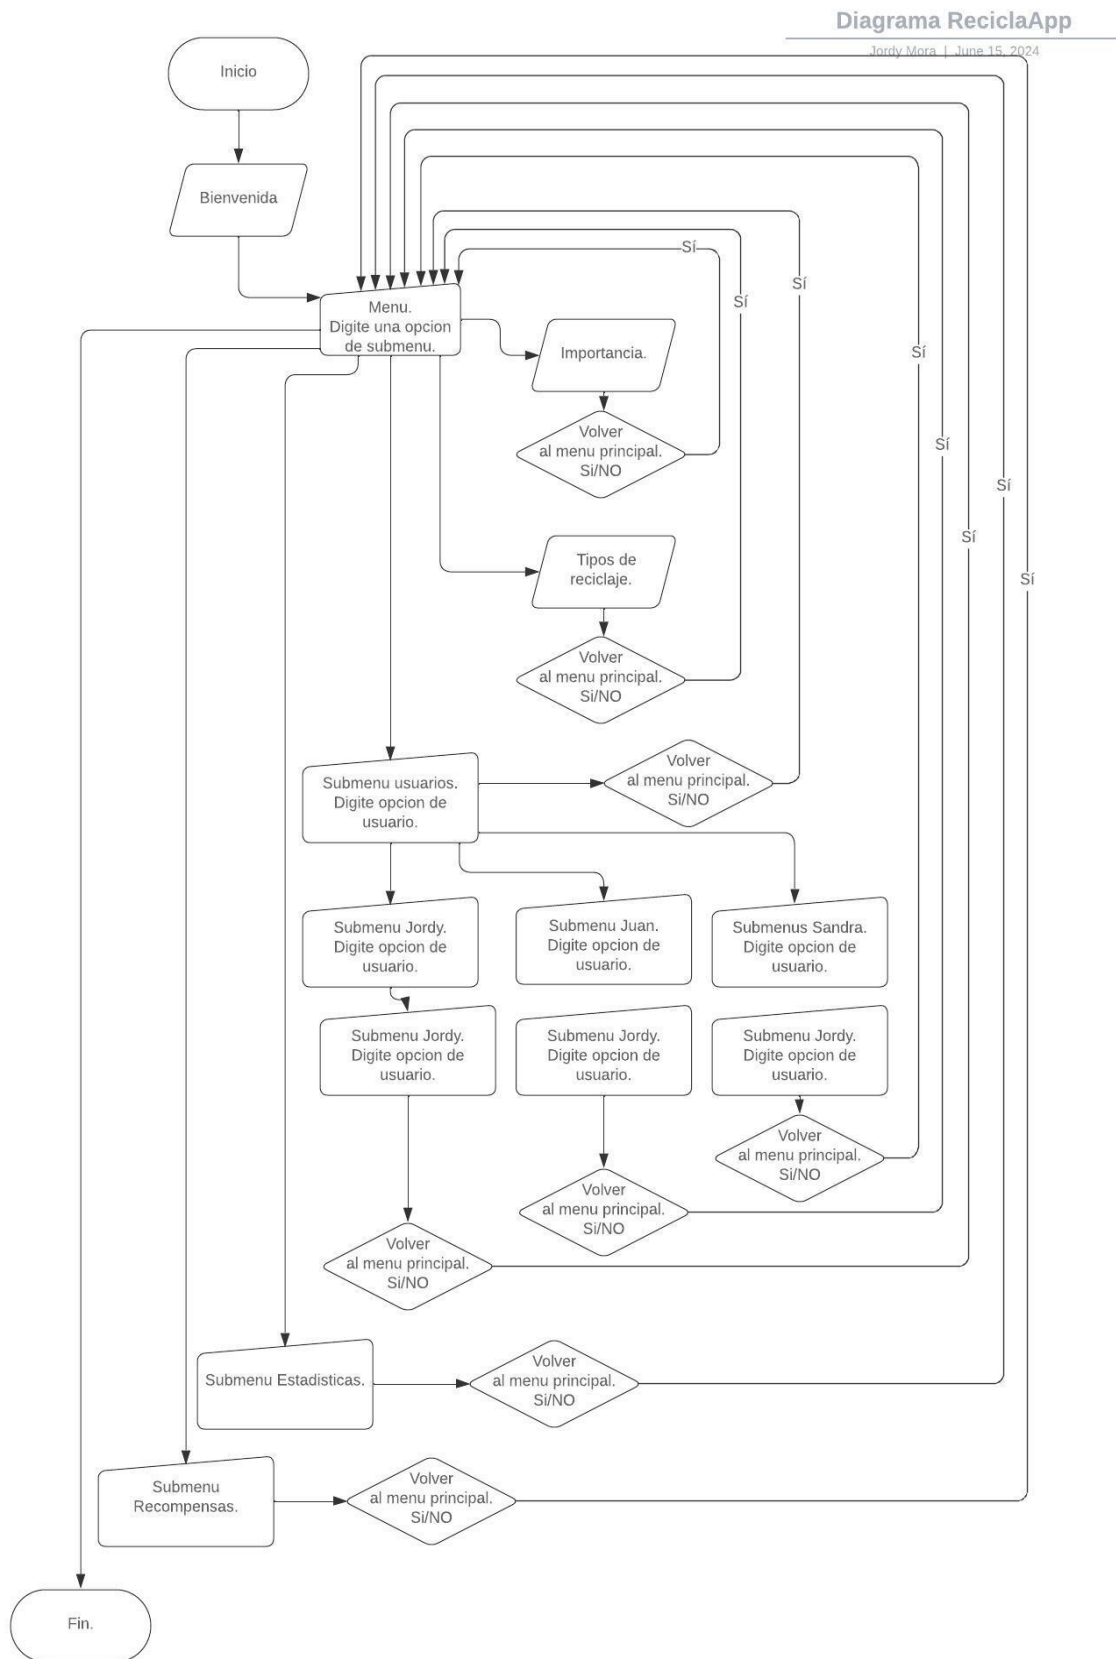 Diagrama ReciclaApp
Jordy Mora | June 15, 2024
Inicio
Bienvenida
Menu.
Digite una opcion
de submenu.
Sí
Sí
Sí
Importancia.
Sí
Volver
al menu principal.
Si/NO
Sí
Sí
Sí
Tipos de
reciclaje.
Sí
Volver
al menu principal.
Si/NO
Submenu usuarios.
Digite opcion de
usuario.
Volver
al menu principal.
Si/NO
Submenu Jordy.
Digite opcion de
usuario.
Submenu Juan.
Digite opcion de
usuario.
Submenus Sandra.
Digite opcion de
usuario.
Submenu Jordy.
Digite opcion de
usuario.
Submenu Jordy.
Digite opcion de
usuario.
Submenu Jordy.
Digite opcion de
usuario.
Volver
al menu principal.
Si/NO
Volver
al menu principal.
Si/NO
Volver
al menu principal.
Si/NO
Submenu Estadisticas.
Volver
al menu principal.
Si/NO
Submenu
Recompensas.
Volver
al menu principal.
Si/NO
Fin.